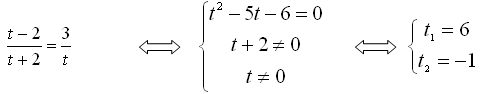 (t−2)/(t+2) = 3/t ⟺ { t² − 5t − 6 = 0
t + 2 ≠ 0
t ≠ 0 ⟺ { t₁ = 6
t₂ = −1